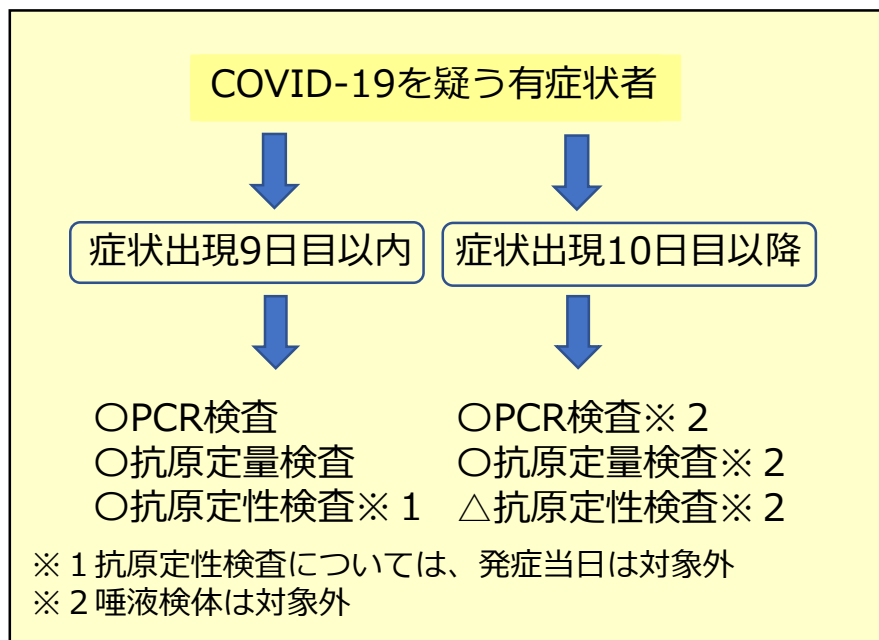 COVID-19を疑う有症状者
症状出現9日目以内
症状出現10日目以降
〇PCR検査
〇抗原定量検査
〇抗原定性検査※１
〇PCR検査※２
〇抗原定量検査※２
△抗原定性検査※２
※１抗原定性検査については、発症当日は対象外
※２唾液検体は対象外